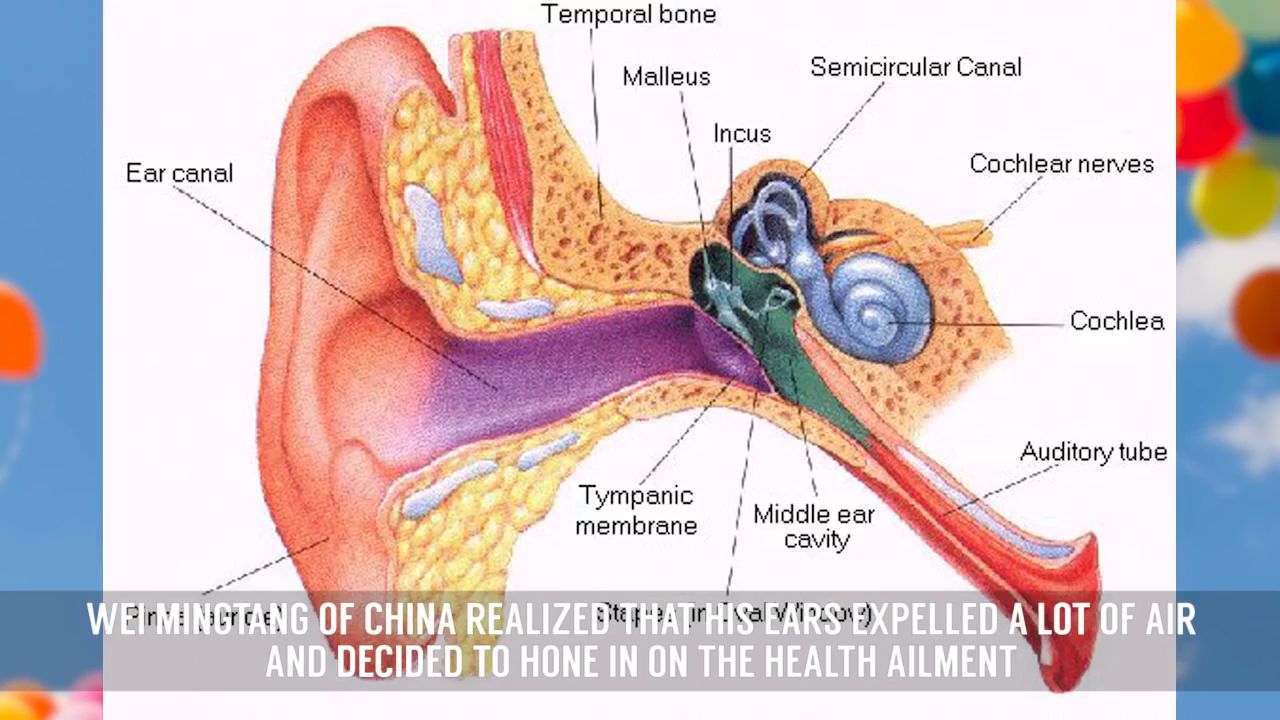 Temporal bone
Malleus
Semicircular Canal
Incus
Cochlear nerves
Ear canal
Cochlea
Auditory tube
Tympanic
membrane
Middle ear
cavity
WEI MINGTANG OF CHINA REALIZED THAT HIS EARS EXPELLED A LOT OF AIR
AND DECIDED TO HONE IN ON THE HEALTH AILMENT